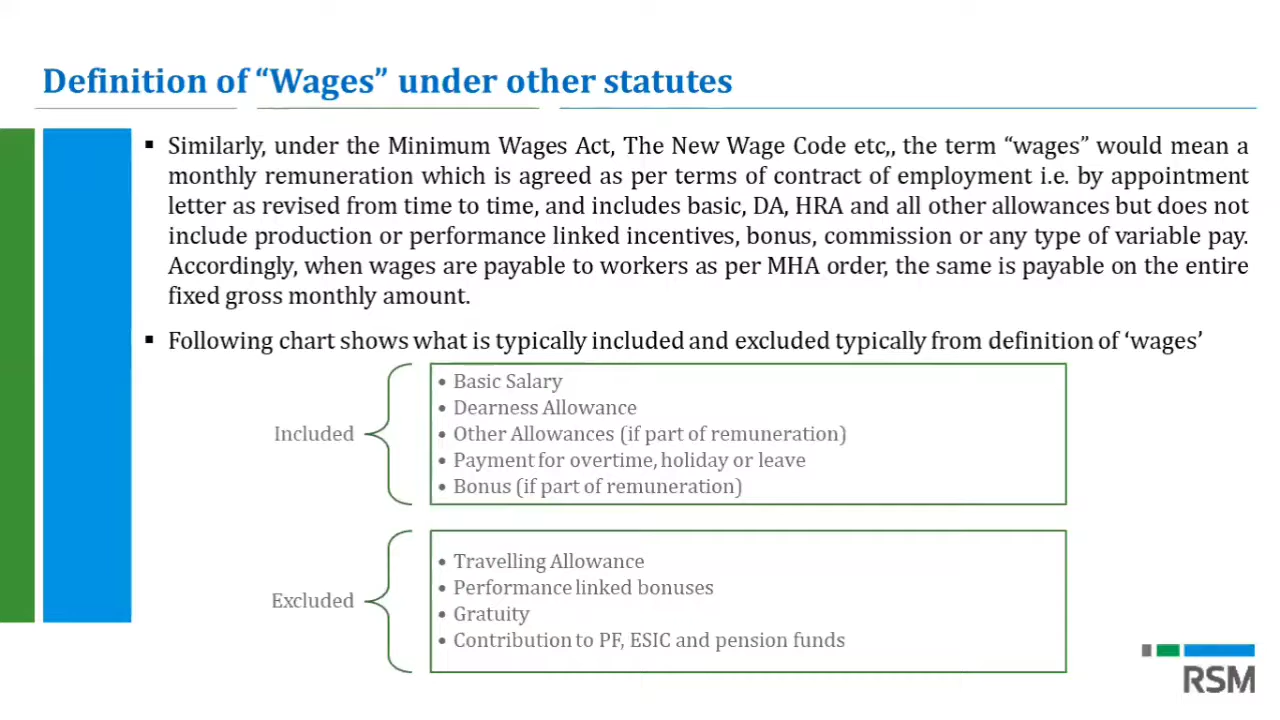 Definition of “Wages” under other statutes
▪ Similarly, under the Minimum Wages Act, The New Wage Code etc,, the term “wages” would mean a
monthly remuneration which is agreed as per terms of contract of employment i.e. by appointment
letter as revised from time to time, and includes basic, DA, HRA and all other allowances but does not
include production or performance linked incentives, bonus, commission or any type of variable pay.
Accordingly, when wages are payable to workers as per MHA order, the same is payable on the entire
fixed gross monthly amount.
▪ Following chart shows what is typically included and excluded typically from definition of ‘wages’
Included
• Basic Salary
• Dearness Allowance
• Other Allowances (if part of remuneration)
• Payment for overtime, holiday or leave
• Bonus (if part of remuneration)
Excluded
• Travelling Allowance
• Performance linked bonuses
• Gratuity
• Contribution to PF, ESIC and pension funds
RSM